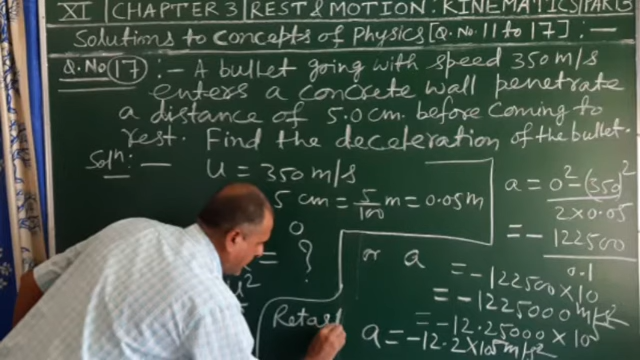 XI CHAPTER 3 REST & MOTION: KINEMATICS PART G
Solutions to Concepts of Physics [Q. No. 11 to 17] :—
Q. No. 17 :— A bullet going with speed 350 m/s
enters a concrete wall penetrate
a distance of 5.0 cm. before coming to
rest. Find the deceleration of the bullet.
Soln:— u = 350 m/s
5 cm = 5/100 m = 0.05 m
0
= ?
u²
a = 0² - (350)²
2 x 0.05
= - 122500
0.1
or a = -122500 x 10
= -1225000 m/s²
= -12.25000 x 10⁵
a = -12.2 x 10⁵ m/s²
Retar